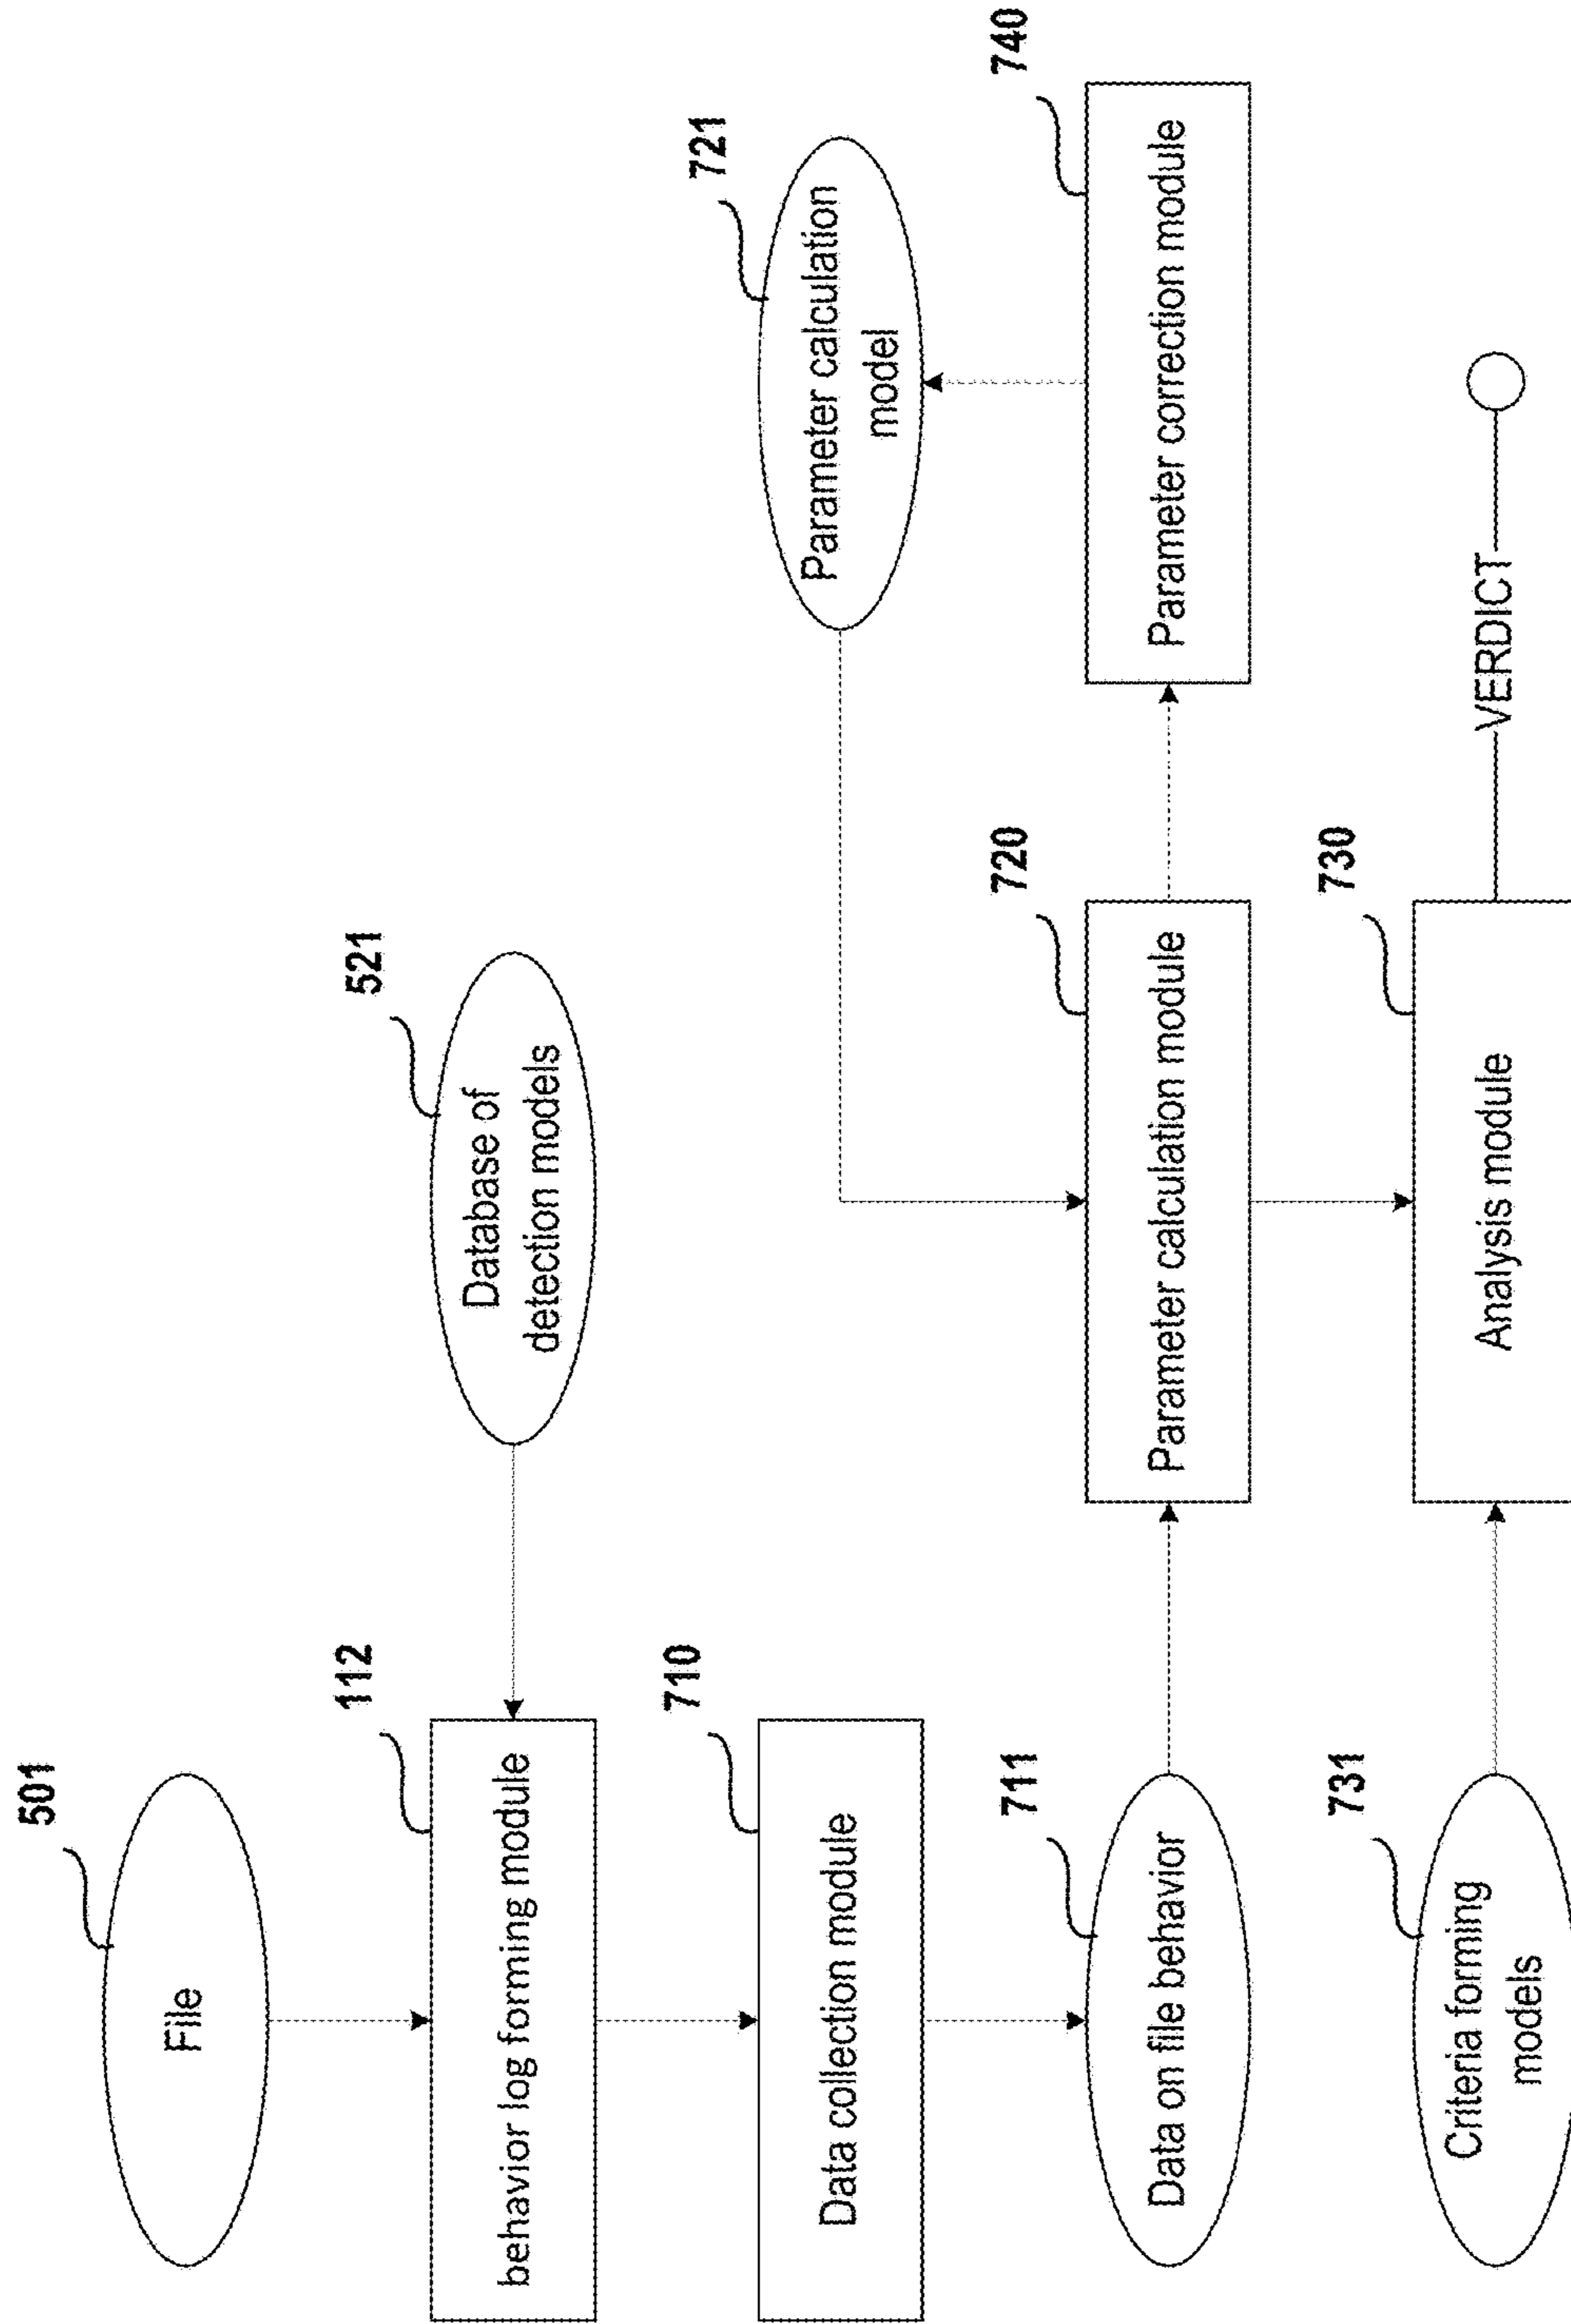 501
File
112
behavior log forming module
521
Database of
detection models
710
Data collection module
721
Parameter calculation
model
711
Data on file behavior
720
Parameter calculation module
740
Parameter correction module
731
Criteria forming
models
730
Analysis module
VERDICT